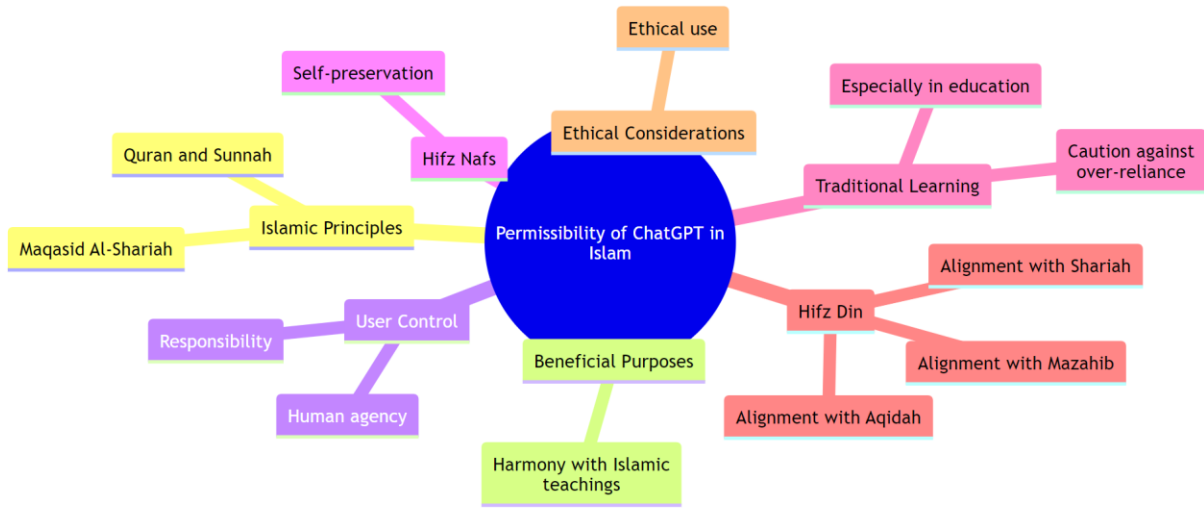 Ethical use
Ethical Considerations
Self-preservation
Hifz Nafs
Especially in education
Traditional Learning
Caution against
over-reliance
Quran and Sunnah
Islamic Principles
Maqasid Al-Shariah
Permissibility of ChatGPT in
Islam
Alignment with Shariah
Hifz Din
Alignment with Mazahib
Alignment with Aqidah
User Control
Responsibility
Human agency
Beneficial Purposes
Harmony with Islamic
teachings